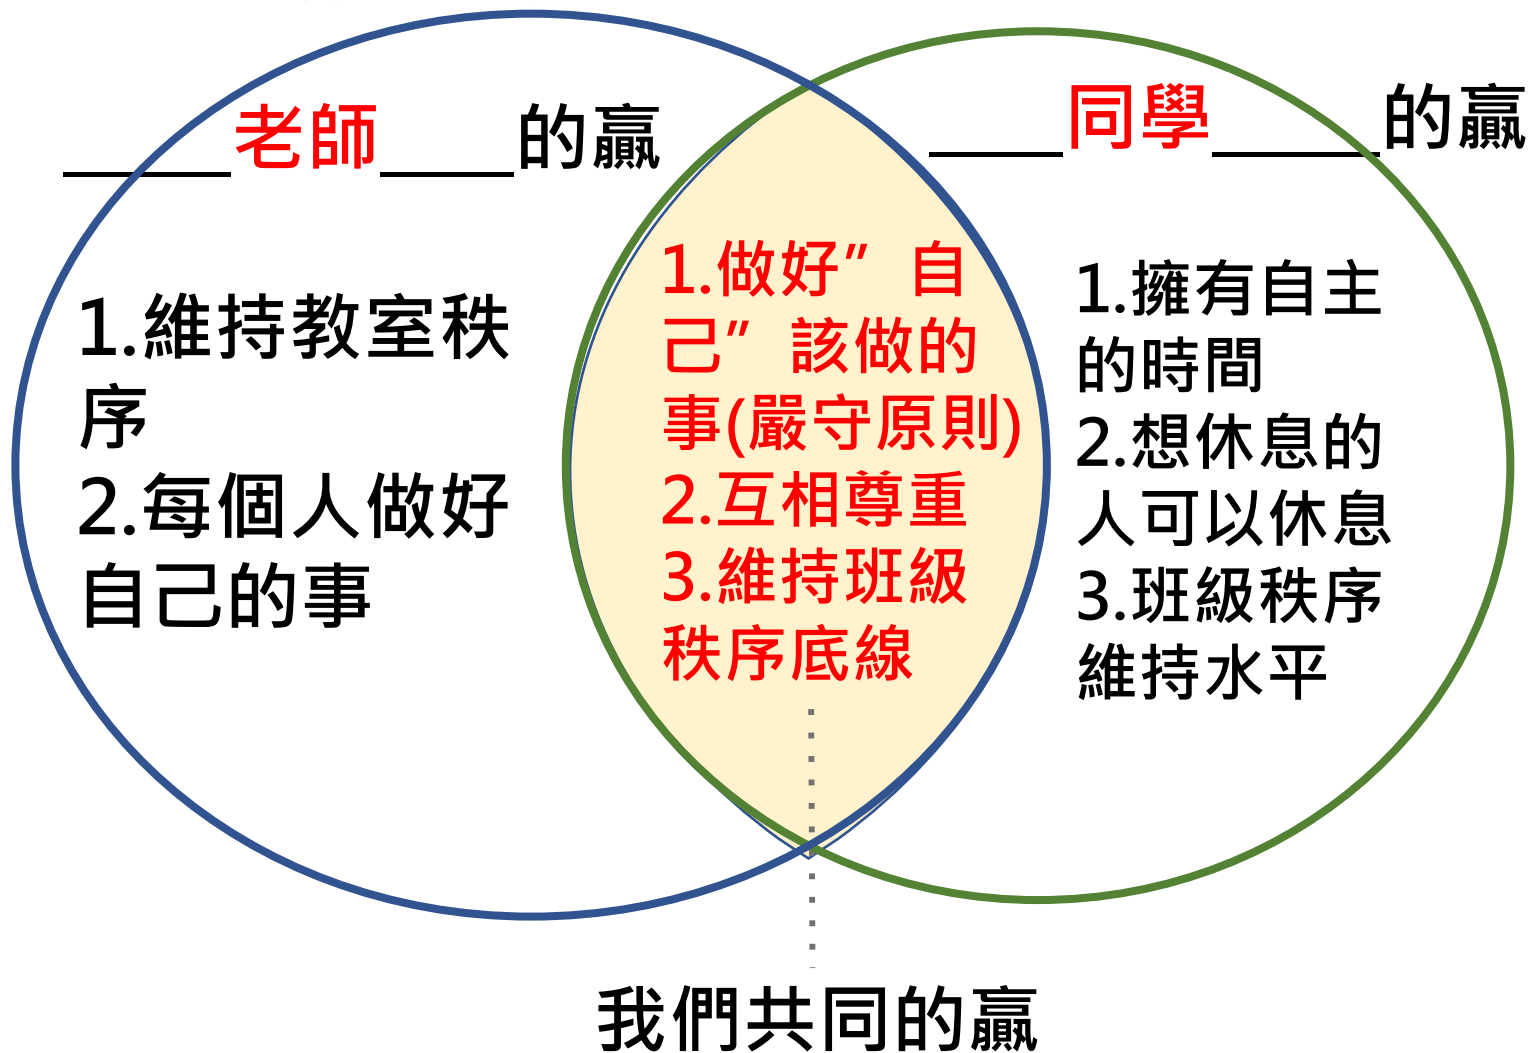 ____老師____的贏
1.維持教室秩
序
2.每個人做好
自己的事
1.做好”自
己”該做的
事(嚴守原則)
2.互相尊重
3.維持班級
秩序底線
____同學_____的贏
1.擁有自主
的時間
2.想休息的
人可以休息
3.班級秩序
維持水平
我們共同的贏